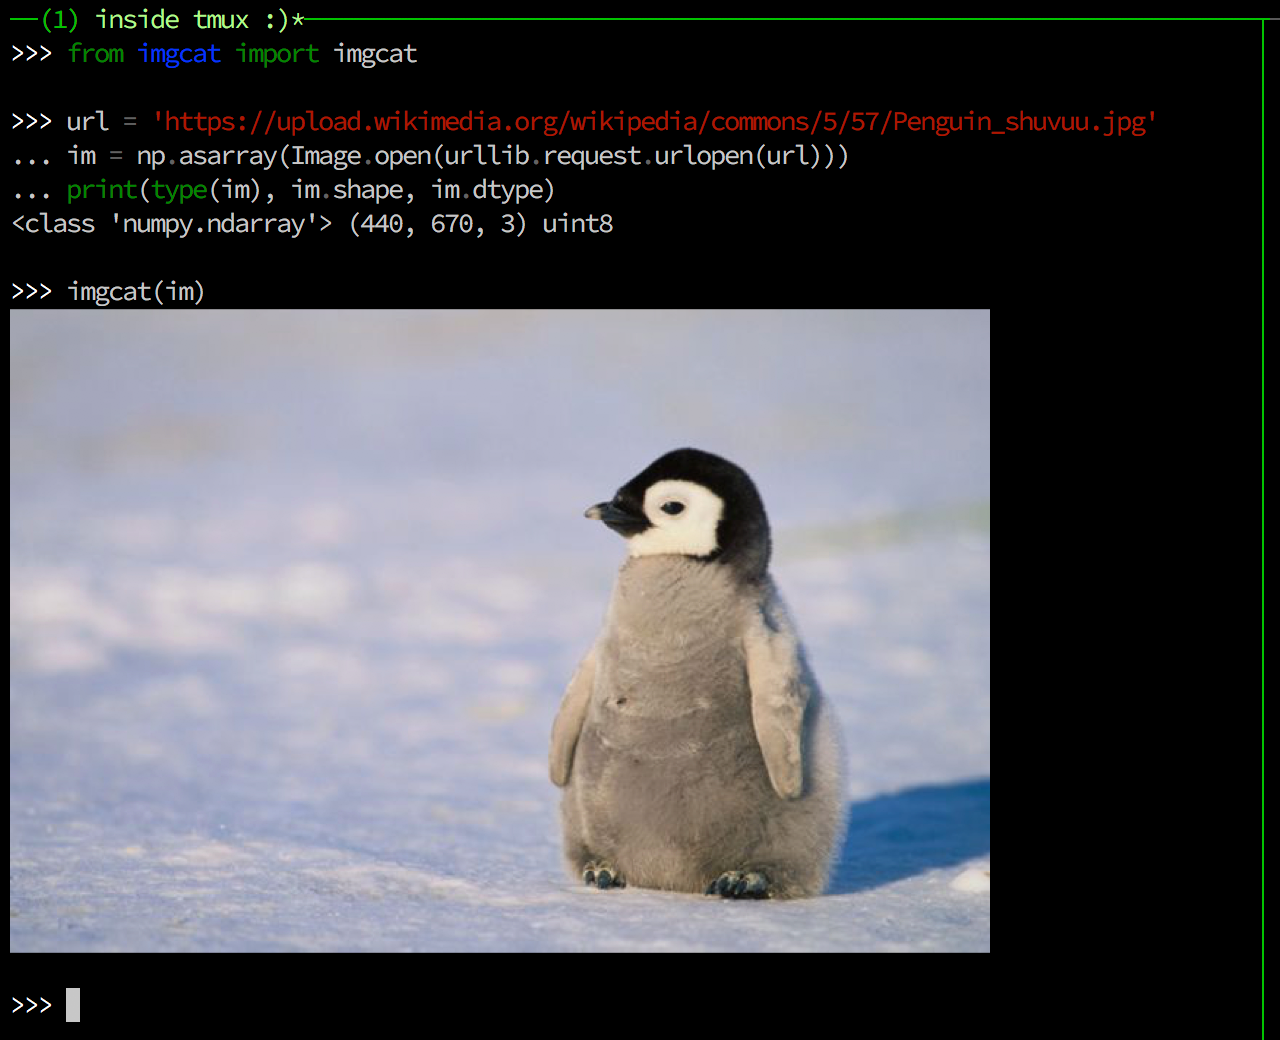 (1) inside tmux :)*
>>> from imgcat import imgcat
>>> url = 'https://upload.wikimedia.org/wikipedia/commons/5/57/Penguin_shuvuu.jpg'
... im = np.asarray(Image.open(urllib.request.urlopen(url)))
... print(type(im), im.shape, im.dtype)
<class 'numpy.ndarray'> (440, 670, 3) uint8
>>> imgcat(im)
>>>